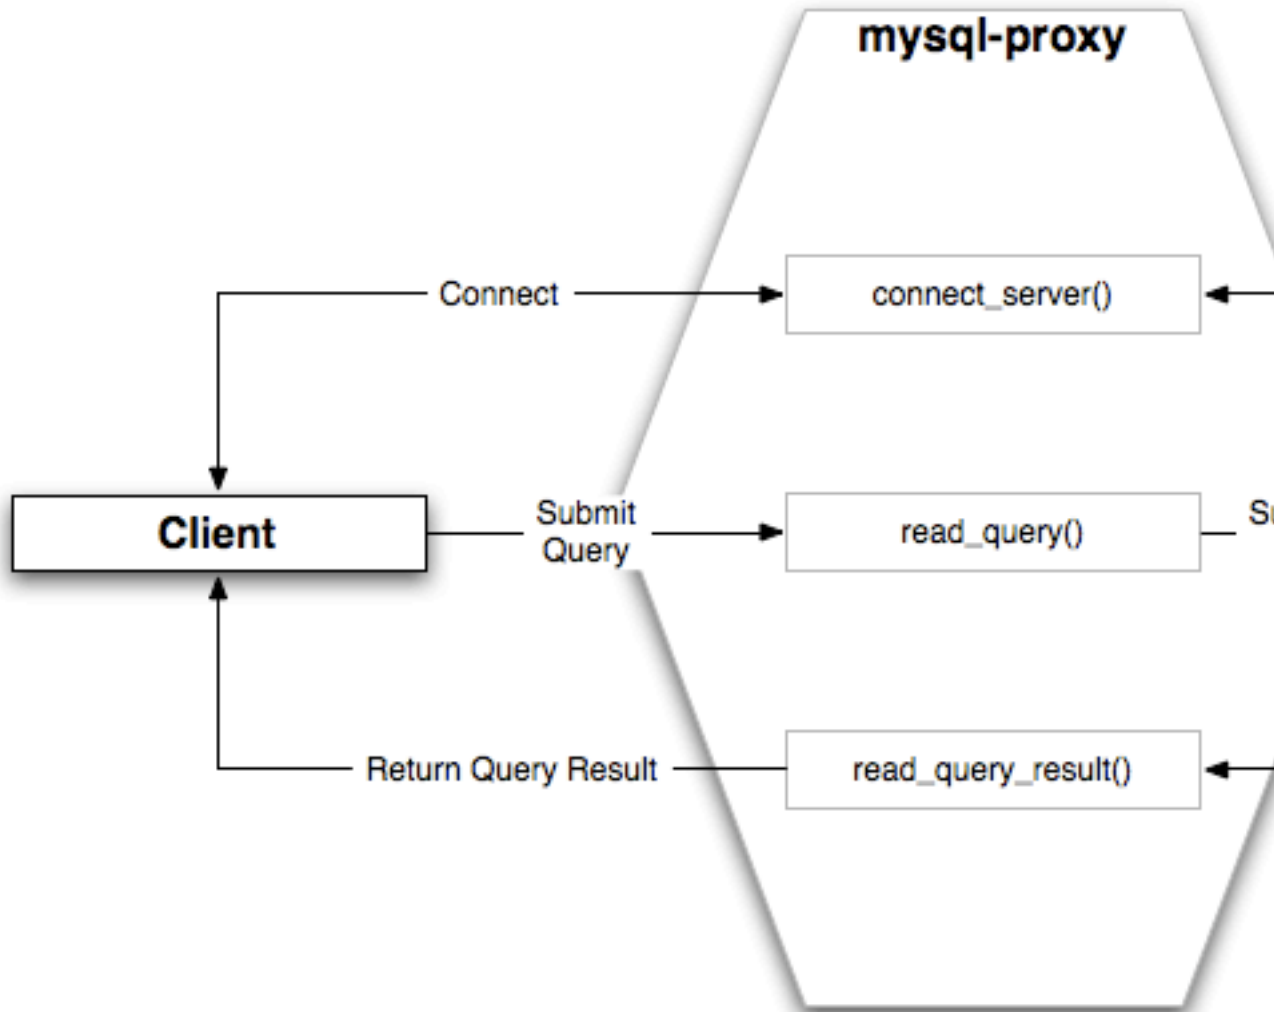 mysql-proxy
Connect
connect_server()
Client
Submit
Query
read_query()
Return Query Result
read_query_result()